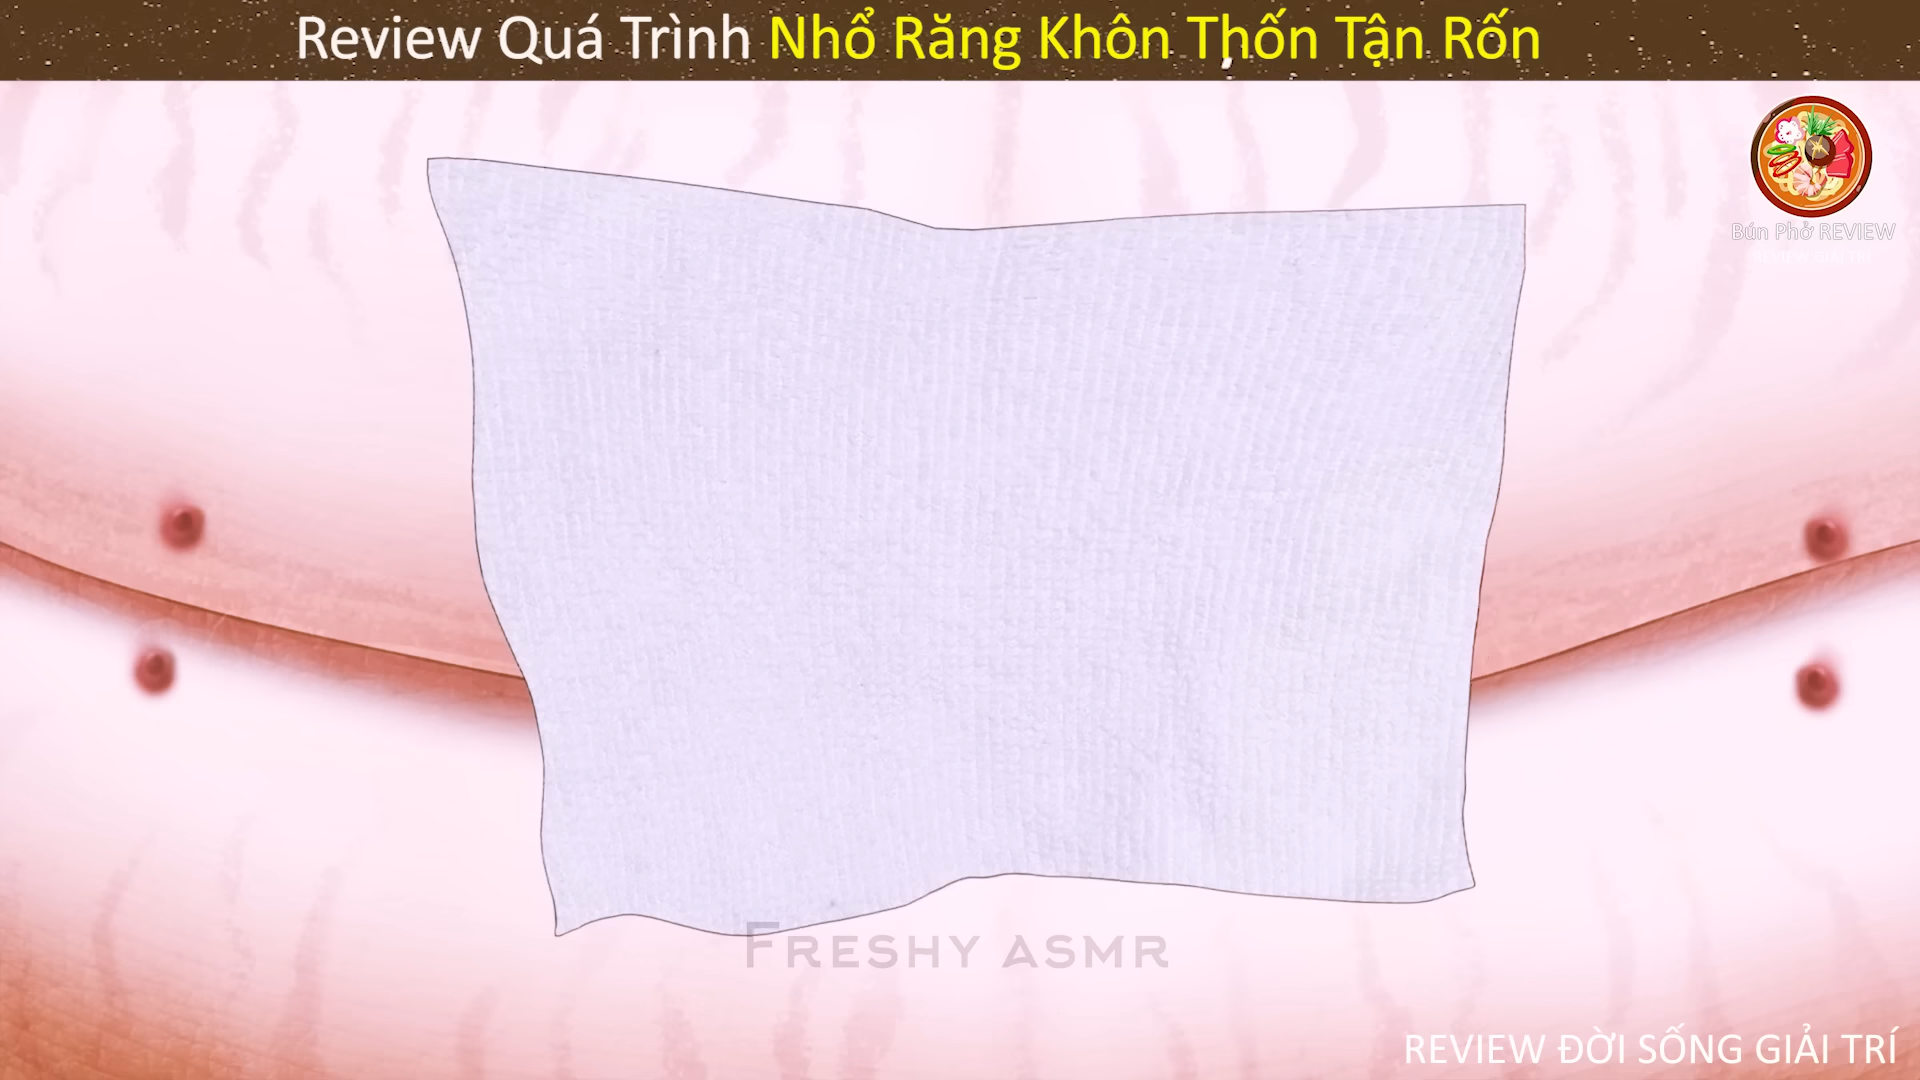 Review Quá Trình Nhổ Răng Khôn Thốn Tận Rốn
Bún Phở REVIEW
FRESHY ASMR
REVIEW ĐỜI SỐNG GIẢI TRÍ